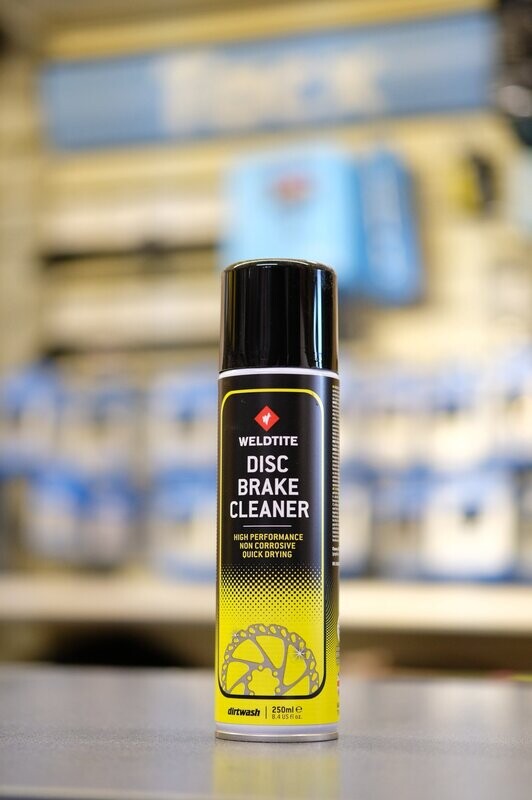 WELDTITE
DISC
BRAKE
CLEANER
HIGH PERFORMANCE
NON CORROSIVE
QUICK DRYING
dirtwash
250ml ℮
8.4 US fl oz.